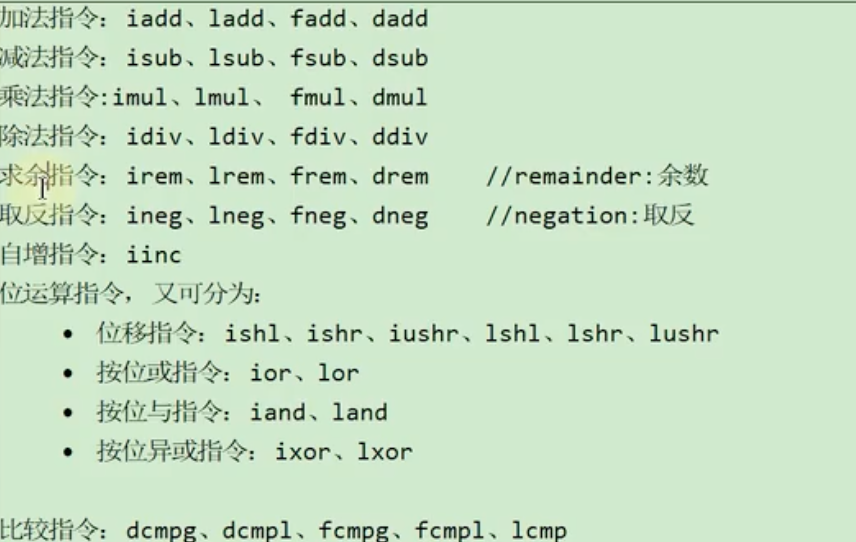 加法指令：iadd、ladd、fadd、dadd
减法指令：isub、lsub、fsub、dsub
乘法指令:imul、lmul、 fmul、dmul
除法指令：idiv、ldiv、fdiv、ddiv
求余指令：irem、lrem、frem、drem    //remainder:余数
取反指令：ineg、lneg、fneg、dneg    //negation:取反
自增指令：iinc
位运算指令，又可分为：
• 位移指令：ishl、ishr、iushr、lshl、lshr、lushr
• 按位或指令：ior、lor
• 按位与指令：iand、land
• 按位异或指令：ixor、lxor
比较指令：dcmpg、dcmpl、fcmpg、fcmpl、lcmp